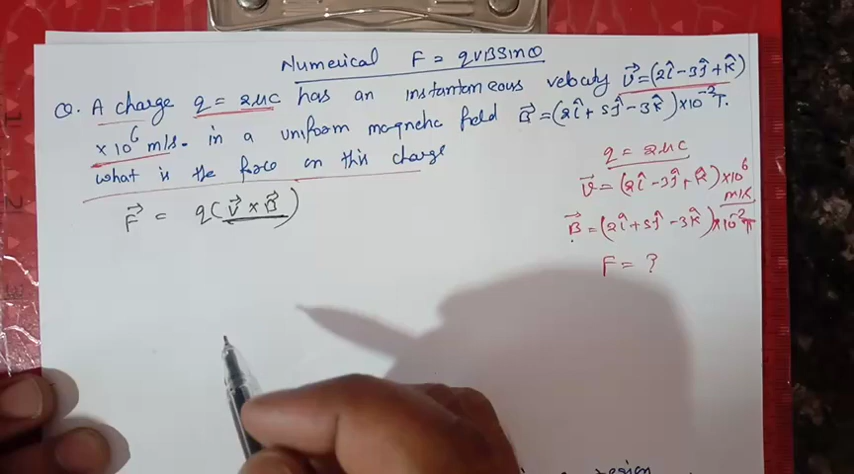 Numerical F = qVBSinθ
Q. A charge q = 2μC has an instantaneous velocity V⃗ = (2î - 3ĵ + k̂)
× 10⁶ m/s. in a uniform magnetic field B⃗ = (2î + 5ĵ - 3k̂) × 10⁻² T.
what is the force on this charge
q = 2μC
V⃗ = (2î - 3ĵ + k̂) × 10⁶
m/s
B⃗ = (2î + 5ĵ - 3k̂) × 10⁻² T
F = ?
F⃗ = q(V⃗ × B⃗)